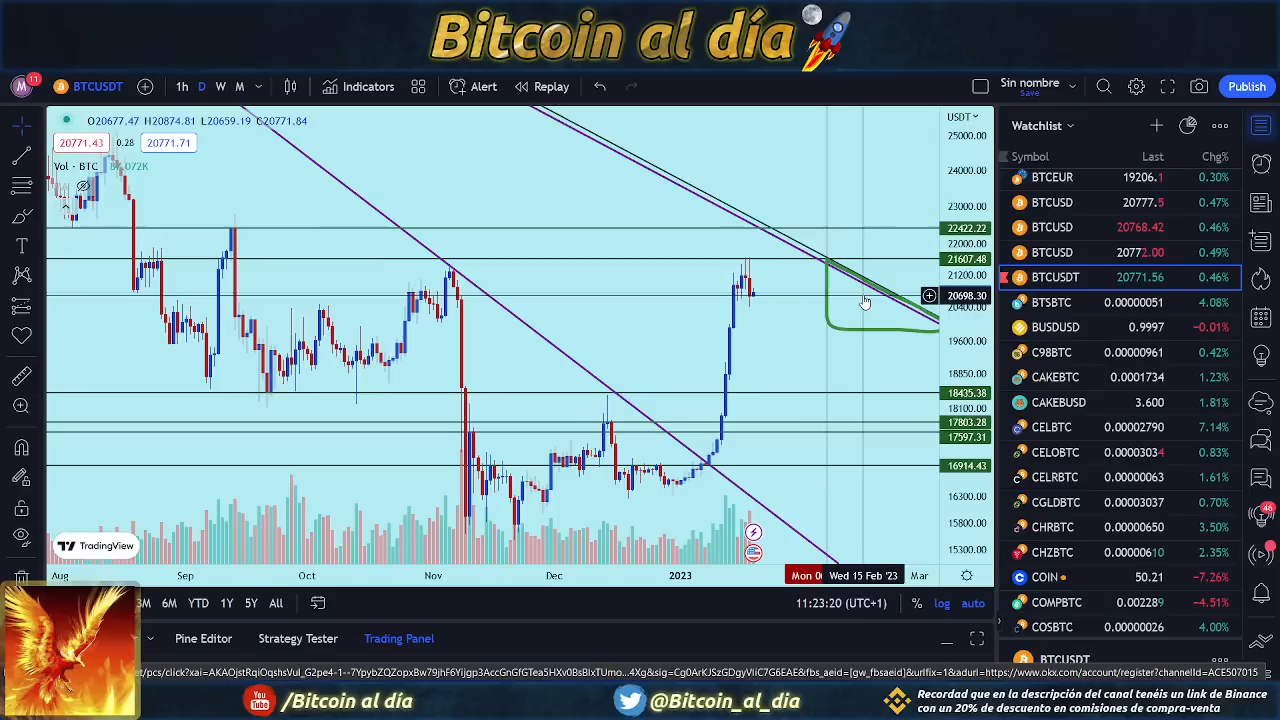 Bitcoin al día
M 11 BTCUSDT 1h D W M Indicators Alert Replay Sin nombre Save Publish
O20677.47 H20874.81 L20659.19 C20771.84
20771.43 0.28 20771.71
Vol · BTC 072K
USDT
25000.00
24000.00
23000.00
22422.22
22000.00
21607.48
21200.00
20698.30
20400.00
19600.00
18850.00
18435.38
18100.00
17803.28
17597.31
16914.43
16300.00
15800.00
15300.00
TradingView
Aug Sep Oct Nov Dec 2023 Mon Wed 15 Feb '23 Mar
3M 6M YTD 1Y 5Y All 11:23:20 (UTC+1) % log auto
Pine Editor Strategy Tester Trading Panel
Watchlist
Symbol Last Chg%
BTCEUR 19206.1 0.30%
BTCUSD 20777.5 0.47%
BTCUSD 20768.42 0.46%
BTCUSD 20772.00 0.49%
BTCUSDT 20771.56 0.46%
BTSBTC 0.00000051 4.08%
BUSDUSD 0.9997 −0.01%
C98BTC 0.00000961 0.42%
CAKEBTC 0.0001734 1.23%
CAKEBUSD 3.600 1.81%
CELBTC 0.00002790 7.14%
CELOBTC 0.00003034 0.83%
CELRBTC 0.00000063 1.61%
CGLDBTC 0.00003037 0.70%
CHRBTC 0.00000650 3.50%
CHZBTC 0.00000610 2.35%
COIN 50.21 −7.26%
COMPBTC 0.002289 −4.51%
COSBTC 0.00000026 4.00%
BTCUSDT
46
You Tube /Bitcoin al día
@Bitcoin_al_dia
Recordad que en la descripción del canal tenéis un link de Binance
con un 20% de descuento en comisiones de compra-venta